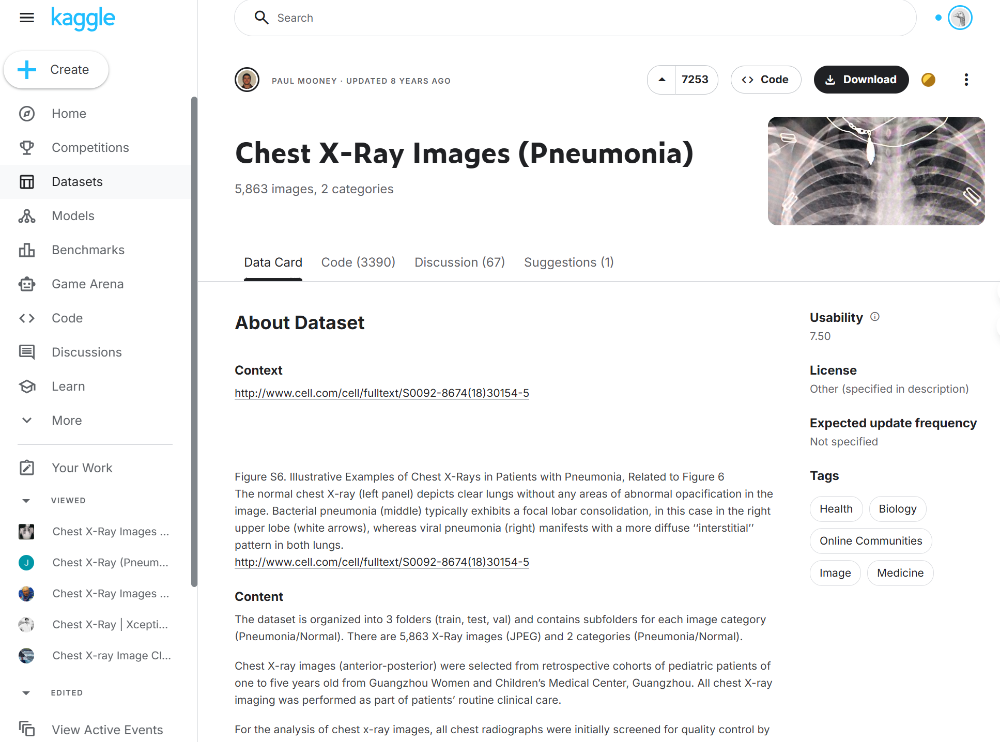 kaggle
Search
Create
Home
Competitions
Datasets
Models
Benchmarks
Game Arena
Code
Discussions
Learn
More
Your Work
VIEWED
Chest X-Ray Images ...
J
Chest X-Ray (Pneum...
Chest X-Ray Images ...
Chest X-Ray | Xcepti...
Chest X-ray Image Cl...
EDITED
View Active Events
PAUL MOONEY · UPDATED 8 YEARS AGO
7253
Code
Download
Chest X-Ray Images (Pneumonia)
5,863 images, 2 categories
Data Card
Code (3390)
Discussion (67)
Suggestions (1)
About Dataset
Context
http://www.cell.com/cell/fulltext/S0092-8674(18)30154-5
Figure S6. Illustrative Examples of Chest X-Rays in Patients with Pneumonia, Related to Figure 6
The normal chest X-ray (left panel) depicts clear lungs without any areas of abnormal opacification in the
image. Bacterial pneumonia (middle) typically exhibits a focal lobar consolidation, in this case in the right
upper lobe (white arrows), whereas viral pneumonia (right) manifests with a more diffuse ‘‘interstitial’’
pattern in both lungs.
http://www.cell.com/cell/fulltext/S0092-8674(18)30154-5
Content
The dataset is organized into 3 folders (train, test, val) and contains subfolders for each image category
(Pneumonia/Normal). There are 5,863 X-Ray images (JPEG) and 2 categories (Pneumonia/Normal).
Chest X-ray images (anterior-posterior) were selected from retrospective cohorts of pediatric patients of
one to five years old from Guangzhou Women and Children’s Medical Center, Guangzhou. All chest X-ray
imaging was performed as part of patients’ routine clinical care.
For the analysis of chest x-ray images, all chest radiographs were initially screened for quality control by
Usability
7.50
License
Other (specified in description)
Expected update frequency
Not specified
Tags
Health
Biology
Online Communities
Image
Medicine